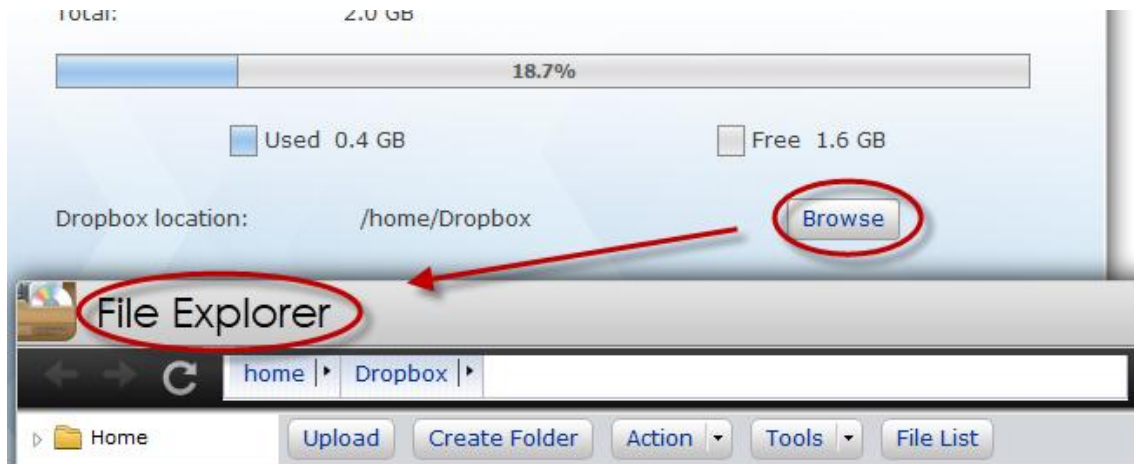 Total: 2.0 GB
18.7%
Used 0.4 GB Free 1.6 GB
Dropbox location: /home/Dropbox Browse
File Explorer
home Dropbox
Home Upload Create Folder Action Tools File List